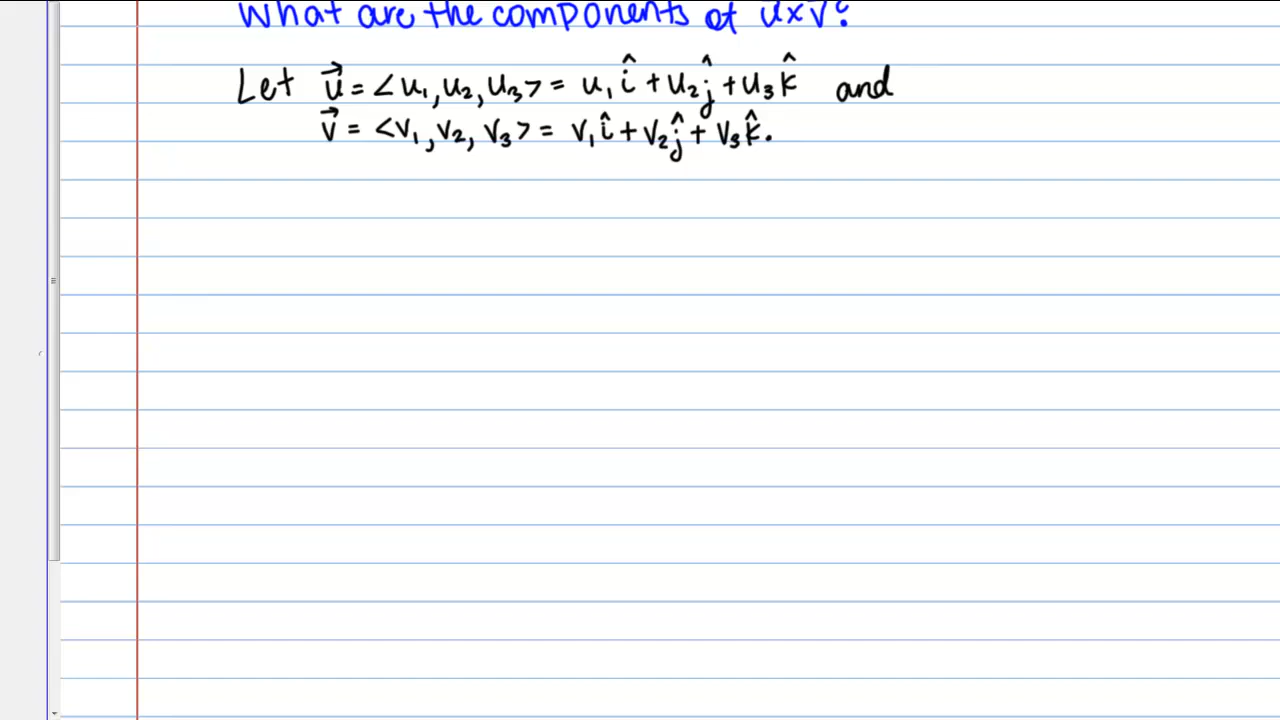 What are the components of u⃗×v⃗?
Let u⃗ = <u₁, u₂, u₃> = u₁î + u₂ĵ + u₃k̂ and
v⃗ = <v₁, v₂, v₃> = v₁î + v₂ĵ + v₃k̂.